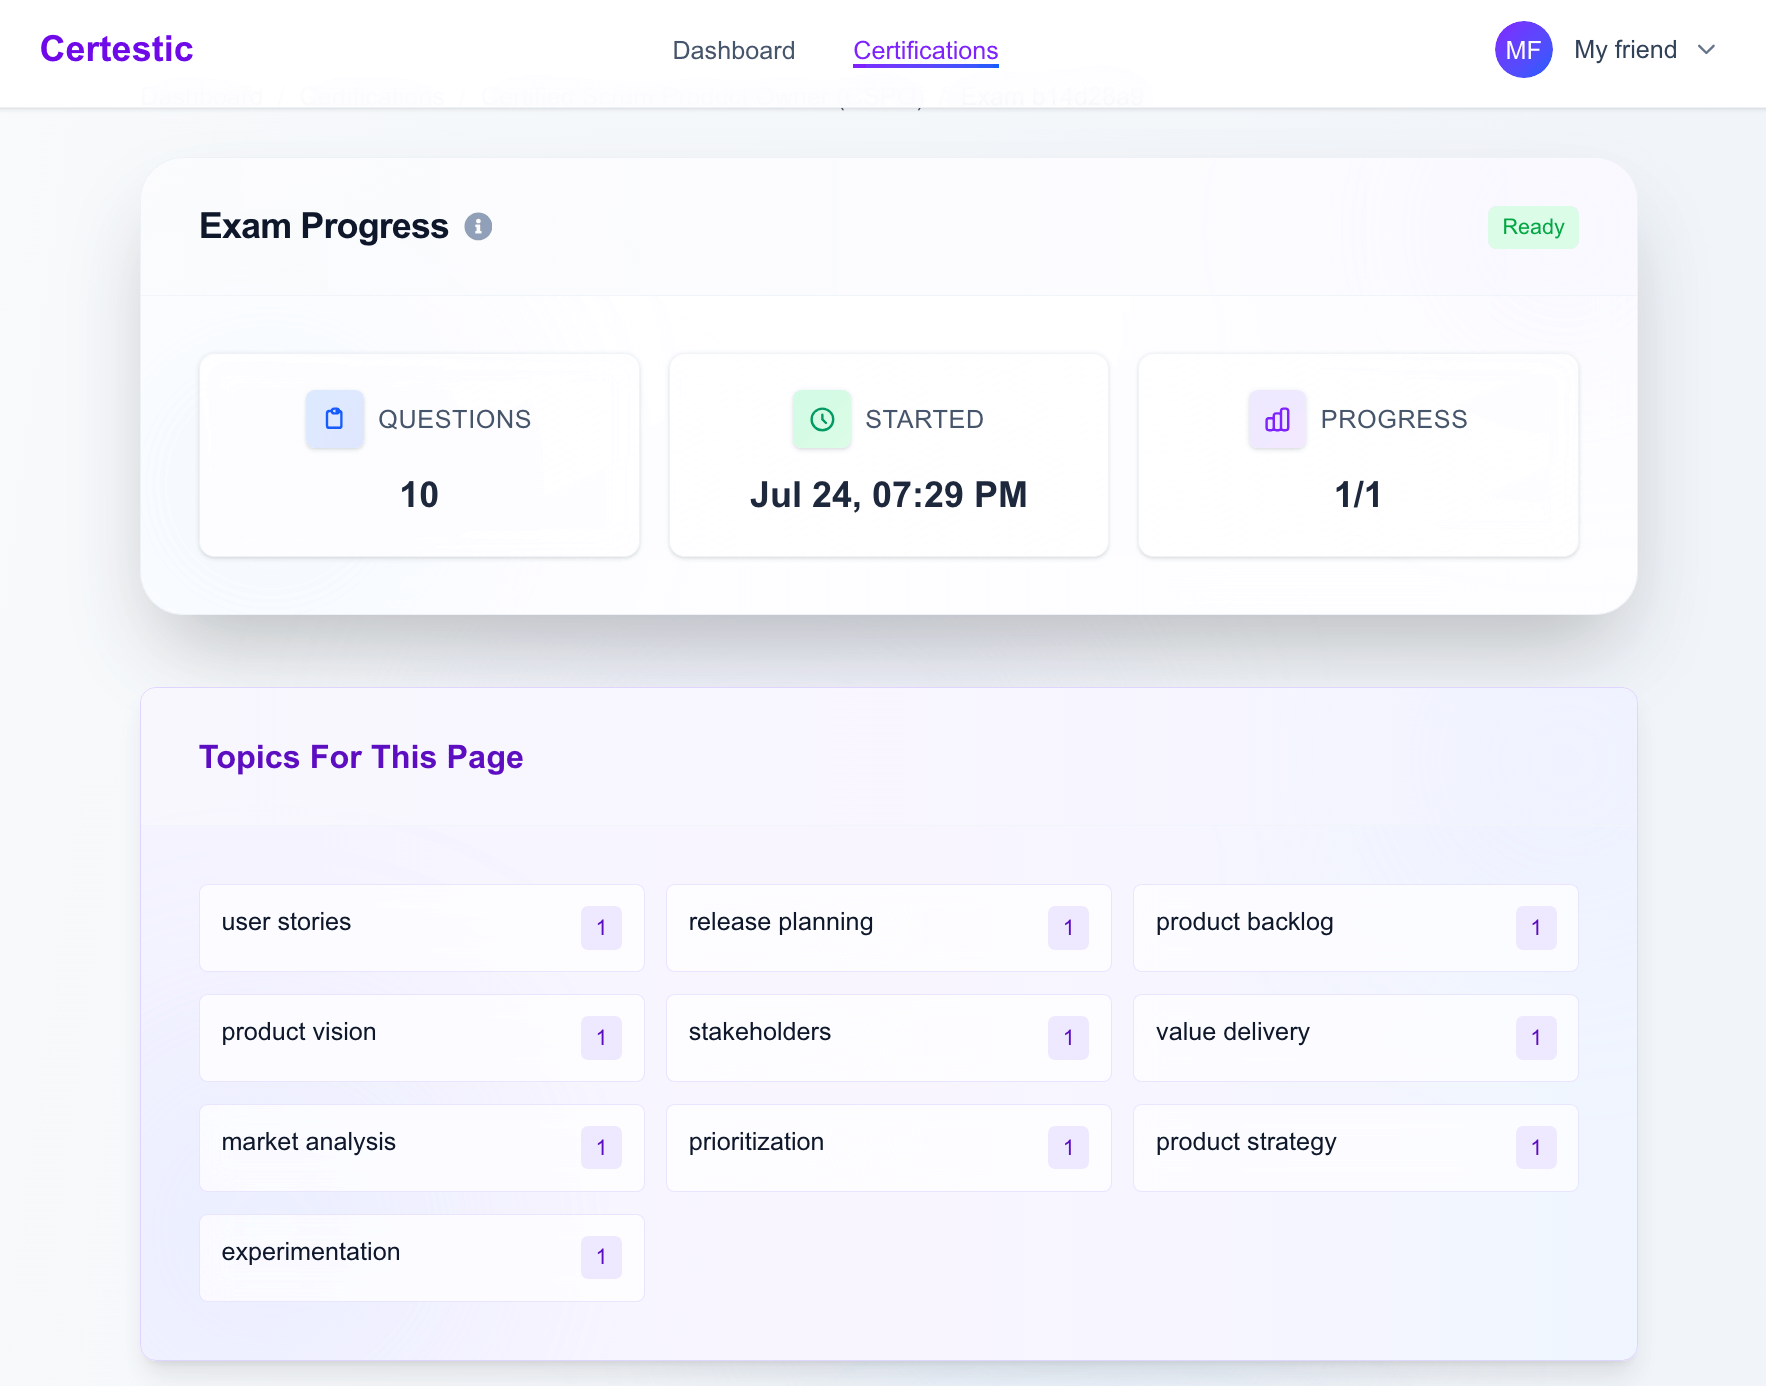 Certestic
Dashboard
Certifications
MF
My friend
Exam Progress
Ready
QUESTIONS
10
STARTED
Jul 24, 07:29 PM
PROGRESS
1/1
Topics For This Page
user stories 1
release planning 1
product backlog 1
product vision 1
stakeholders 1
value delivery 1
market analysis 1
prioritization 1
product strategy 1
experimentation 1